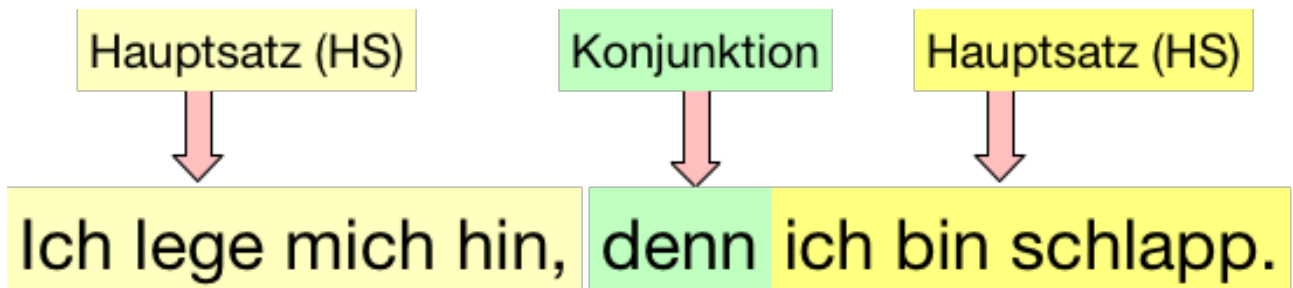 Hauptsatz (HS) Konjunktion Hauptsatz (HS)
Ich lege mich hin, denn ich bin schlapp.